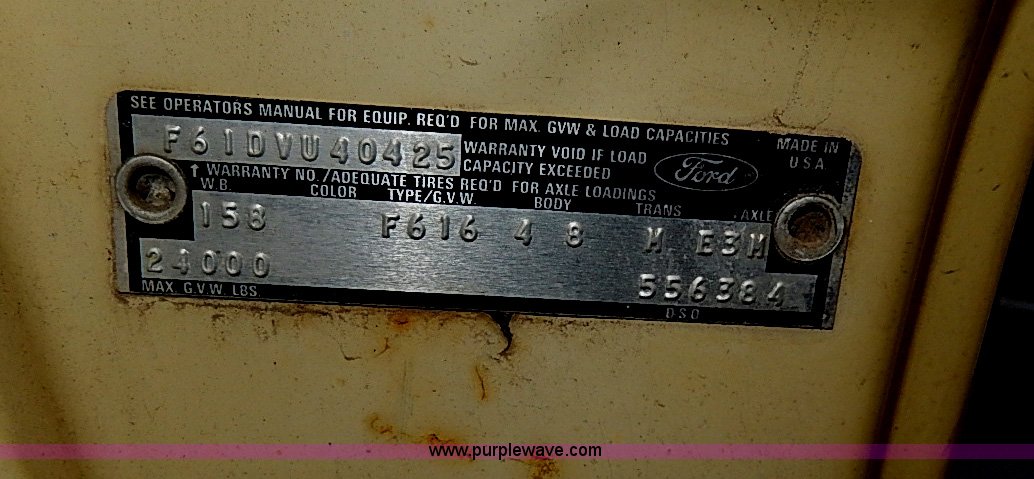 SEE OPERATORS MANUAL FOR EQUIP. REQ'D FOR MAX. GVW & LOAD CAPACITIES
MADE IN
U.S.A.
F61DVU40425
WARRANTY VOID IF LOAD
CAPACITY EXCEEDED
Ford
↑ WARRANTY NO./ADEQUATE TIRES REQ'D FOR AXLE LOADINGS
W.B. COLOR TYPE/G.V.W. BODY TRANS. AXLE
158 F616 4 8 M E3M
24000 556384
MAX. G.V.W. LBS. D S O
www.purplewave.com